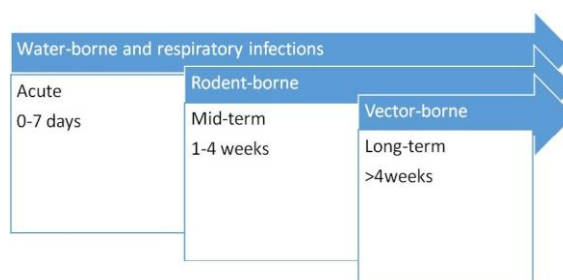 Water-borne and respiratory infections
Acute
0-7 days
Rodent-borne
Mid-term
1-4 weeks
Vector-borne
Long-term
>4weeks